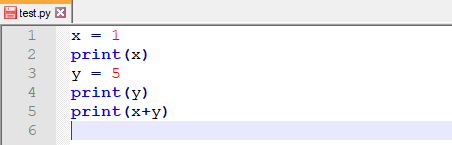 test.py
1 x = 1
2 print(x)
3 y = 5
4 print(y)
5 print(x+y)
6